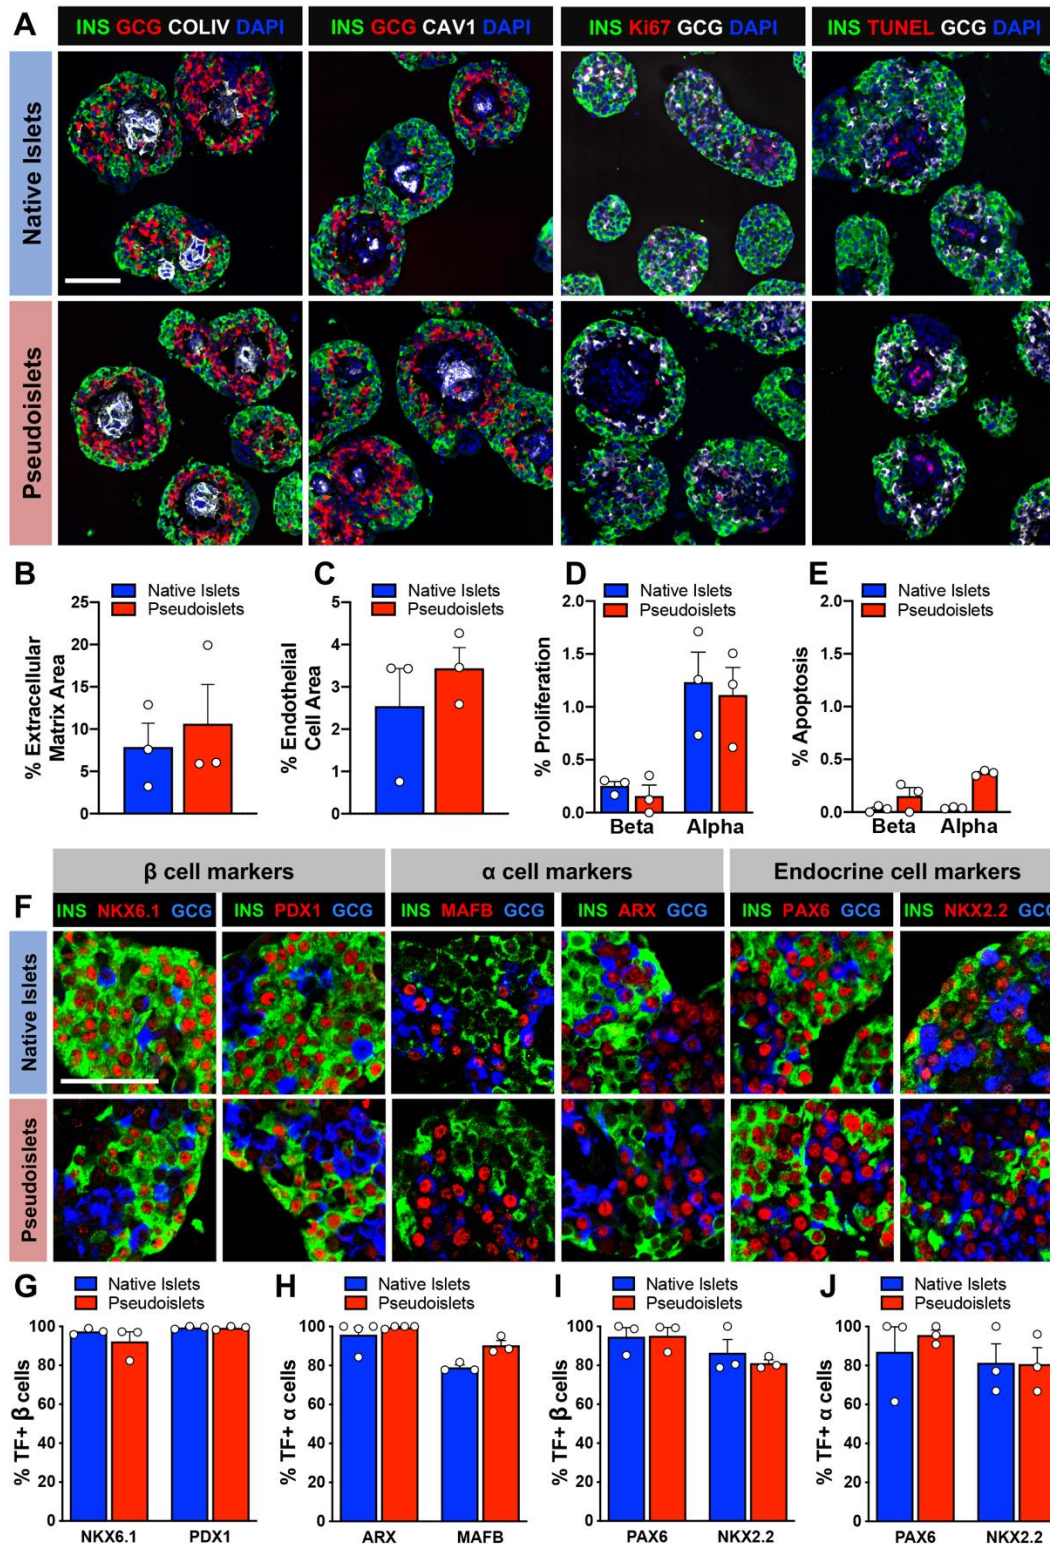 A
INS GCG COLIV DAPI
INS GCG CAV1 DAPI
INS Ki67 GCG DAPI
INS TUNEL GCG DAPI
Native Islets
Pseudoislets
B
Native Islets
Pseudoislets
% Extracellular
Matrix Area
25
20
15
10
5
0
C
Native Islets
Pseudoislets
% Endothelial
Cell Area
5
4
3
2
1
0
D
Native Islets
Pseudoislets
% Proliferation
2.0
1.5
1.0
0.5
0.0
Beta Alpha
E
Native Islets
Pseudoislets
% Apoptosis
2.0
1.5
1.0
0.5
0.0
Beta Alpha
β cell markers
α cell markers
Endocrine cell markers
F
INS NKX6.1 GCG
INS PDX1 GCG
INS MAFB GCG
INS ARX GCG
INS PAX6 GCG
INS NKX2.2 GCG
Native Islets
Pseudoislets
G
Native Islets
Pseudoislets
% TF+ β cells
100
80
60
40
20
0
NKX6.1 PDX1
H
Native Islets
Pseudoislets
% TF+ α cells
100
80
60
40
20
0
ARX MAFB
I
Native Islets
Pseudoislets
% TF+ β cells
100
80
60
40
20
0
PAX6 NKX2.2
J
Native Islets
Pseudoislets
% TF+ α cells
100
80
60
40
20
0
PAX6 NKX2.2